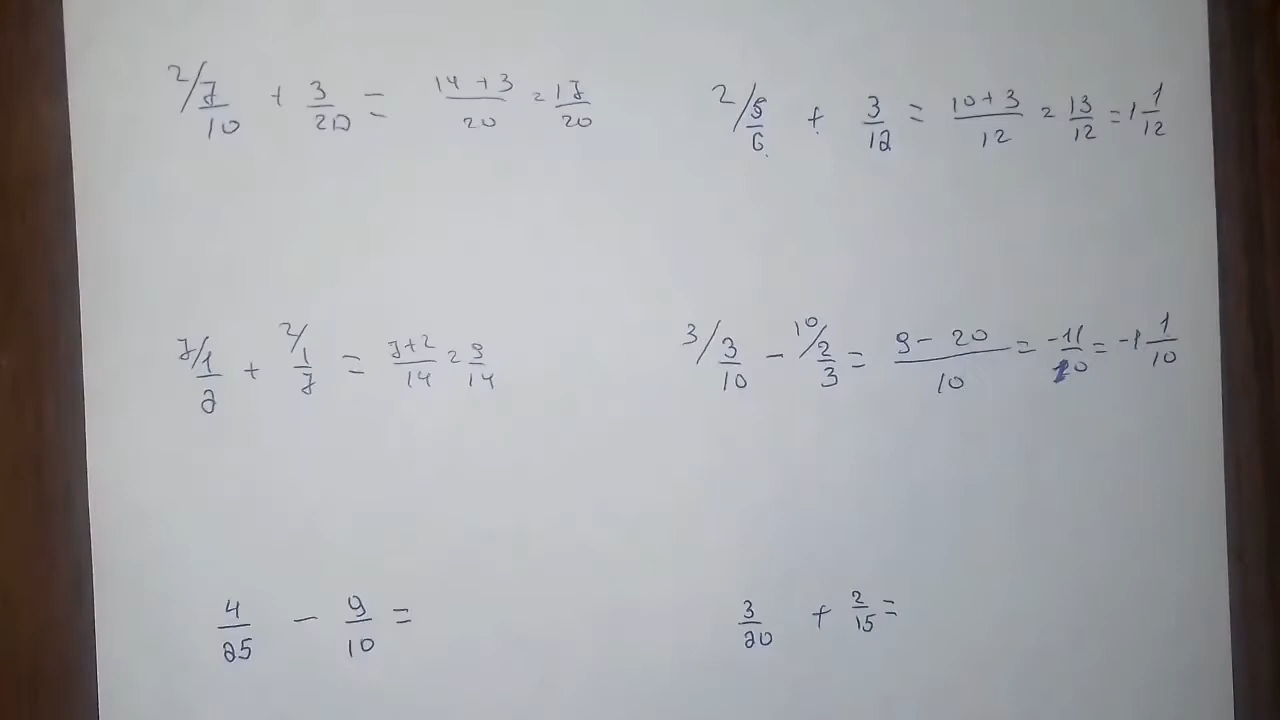 2/ 7/10 + 3/20 = (14 + 3)/20 = 17/20
2/ 5/6 + 3/12 = (10 + 3)/12 = 13/12 = 1 1/12
7/ 1/2 + 2/ 1/7 = (7 + 2)/14 = 9/14
3/ 3/10 - 10/ 2/3 = (9 - 20)/10 = -11/10 = -1 1/10
4/25 - 9/10 =
3/20 + 2/15 =